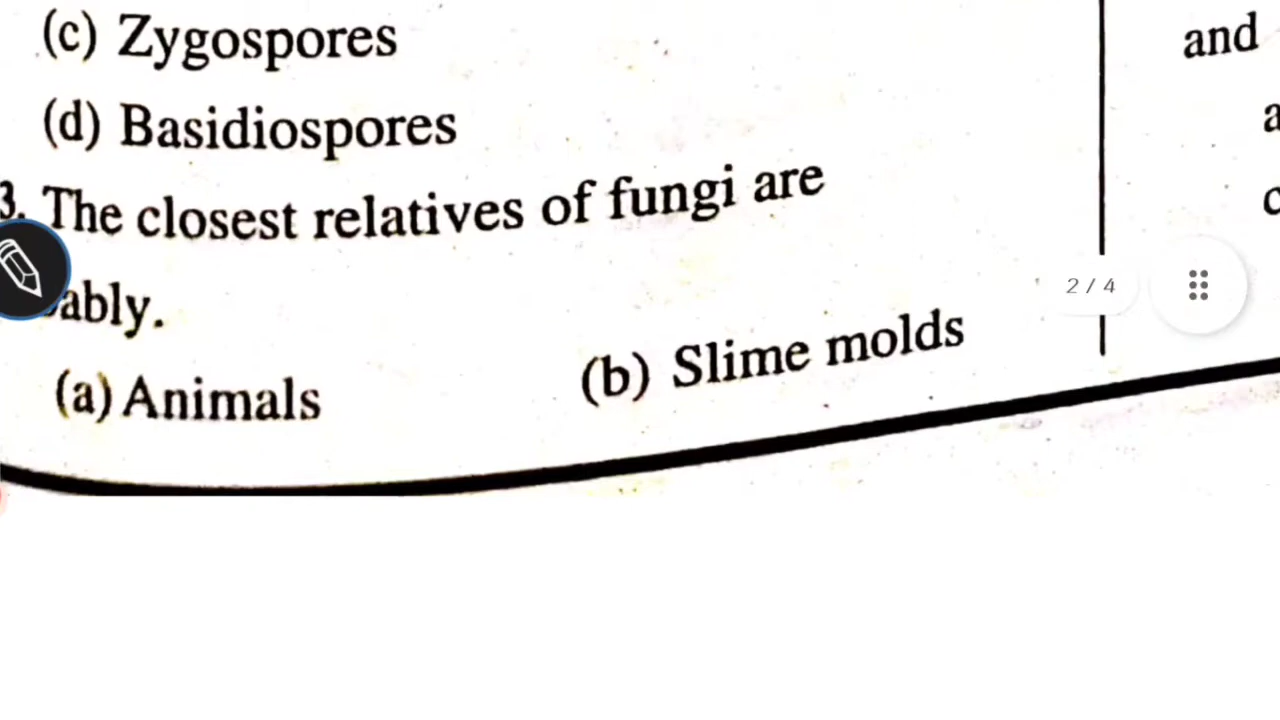 (c) Zygospores
(d) Basidiospores
3. The closest relatives of fungi are
ably.
(a) Animals
(b) Slime molds
and
a
c
2 / 4